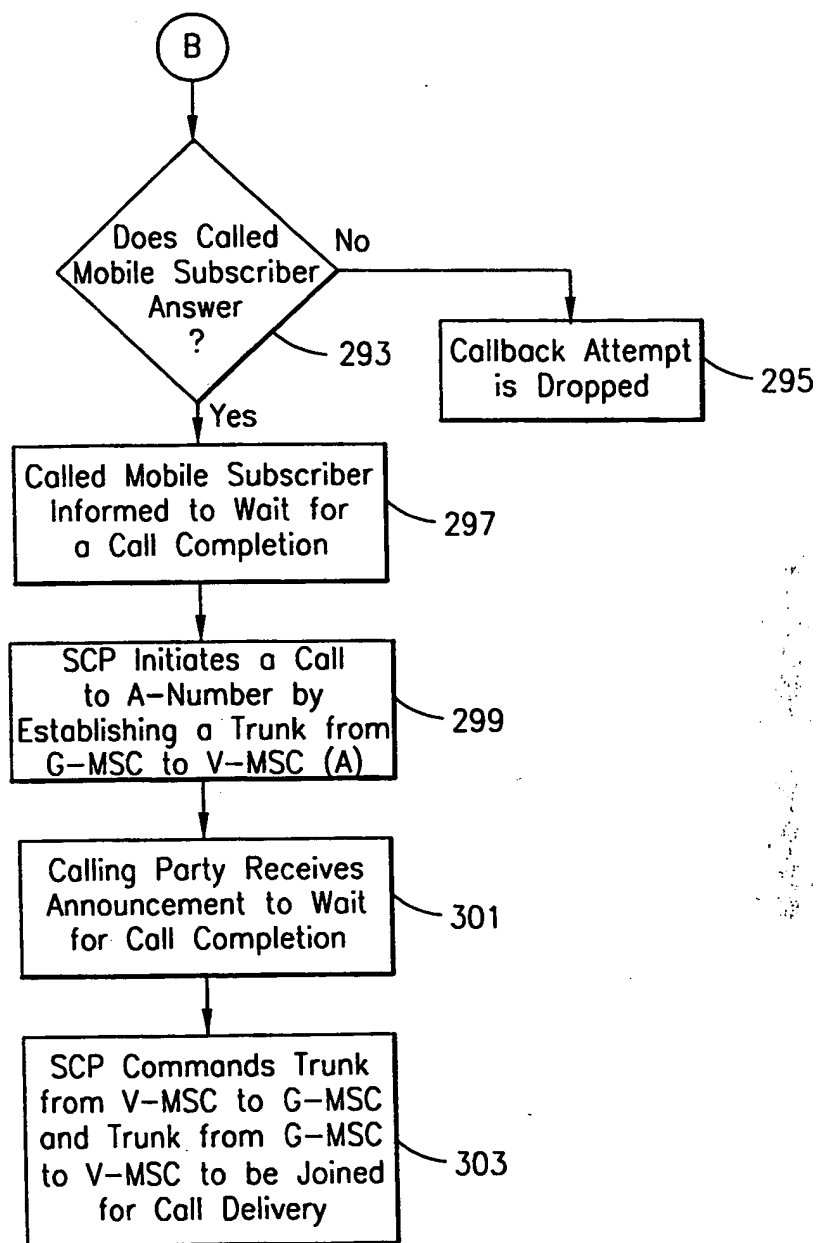 B
Does Called
Mobile Subscriber
Answer
?
No
293
Callback Attempt
is Dropped
295
Yes
Called Mobile Subscriber
Informed to Wait for
a Call Completion
297
SCP Initiates a Call
to A-Number by
Establishing a Trunk from
G-MSC to V-MSC (A)
299
Calling Party Receives
Announcement to Wait
for Call Completion
301
SCP Commands Trunk
from V-MSC to G-MSC
and Trunk from G-MSC
to V-MSC to be Joined
for Call Delivery
303